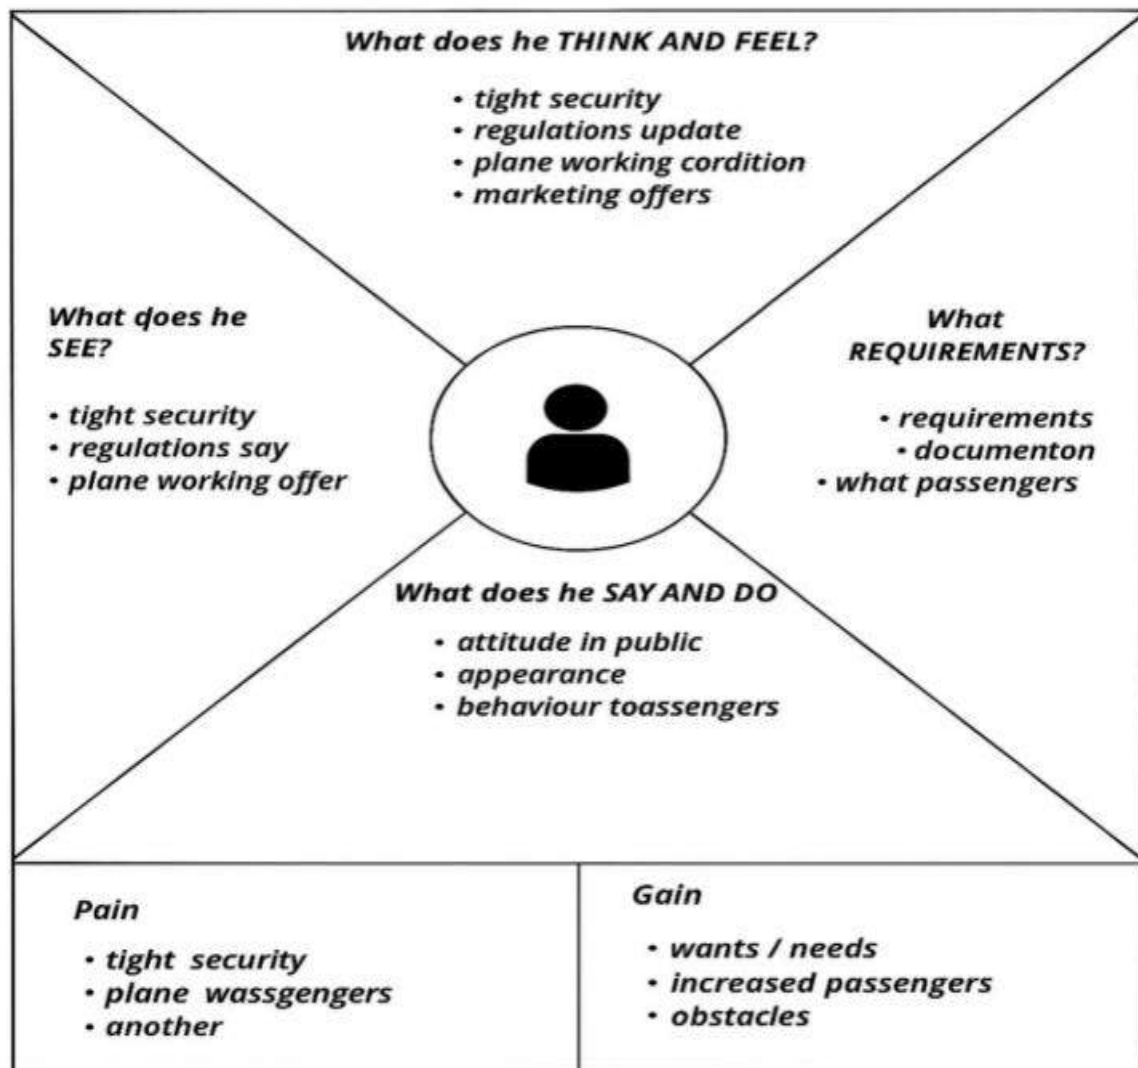 What does he THINK AND FEEL?
• tight security
• regulations update
• plane working cordition
• marketing offers
What does he
SEE?
• tight security
• regulations say
• plane working offer
What
REQUIREMENTS?
• requirements
• documenton
• what passengers
What does he SAY AND DO
• attitude in public
• appearance
• behaviour toassengers
Pain
• tight security
• plane wassgengers
• another
Gain
• wants / needs
• increased passengers
• obstacles